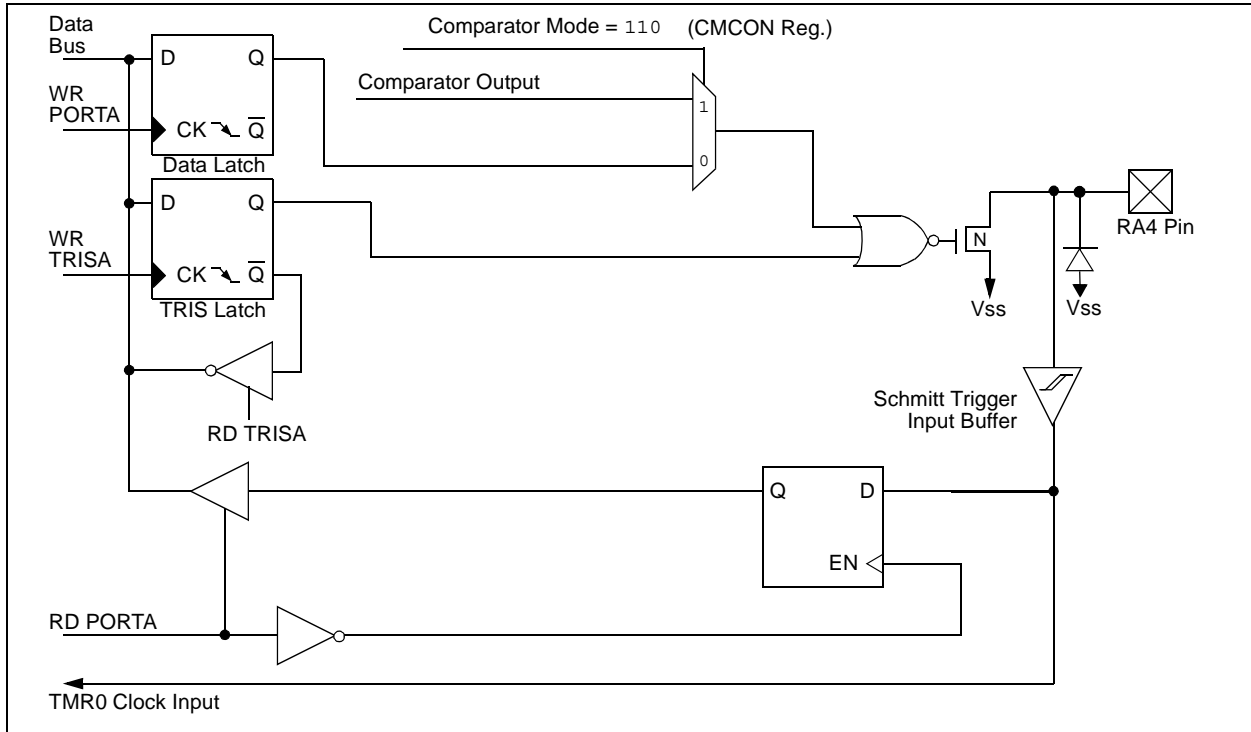 Data
Bus
Comparator Mode = 110 (CMCON Reg.)
D Q
Comparator Output
WR
PORTA
1
CK Q
0
Data Latch
D Q
RA4 Pin
WR
TRISA
N
CK Q
TRIS Latch
Vss
Vss
Schmitt Trigger
Input Buffer
RD TRISA
Q D
EN
RD PORTA
TMR0 Clock Input